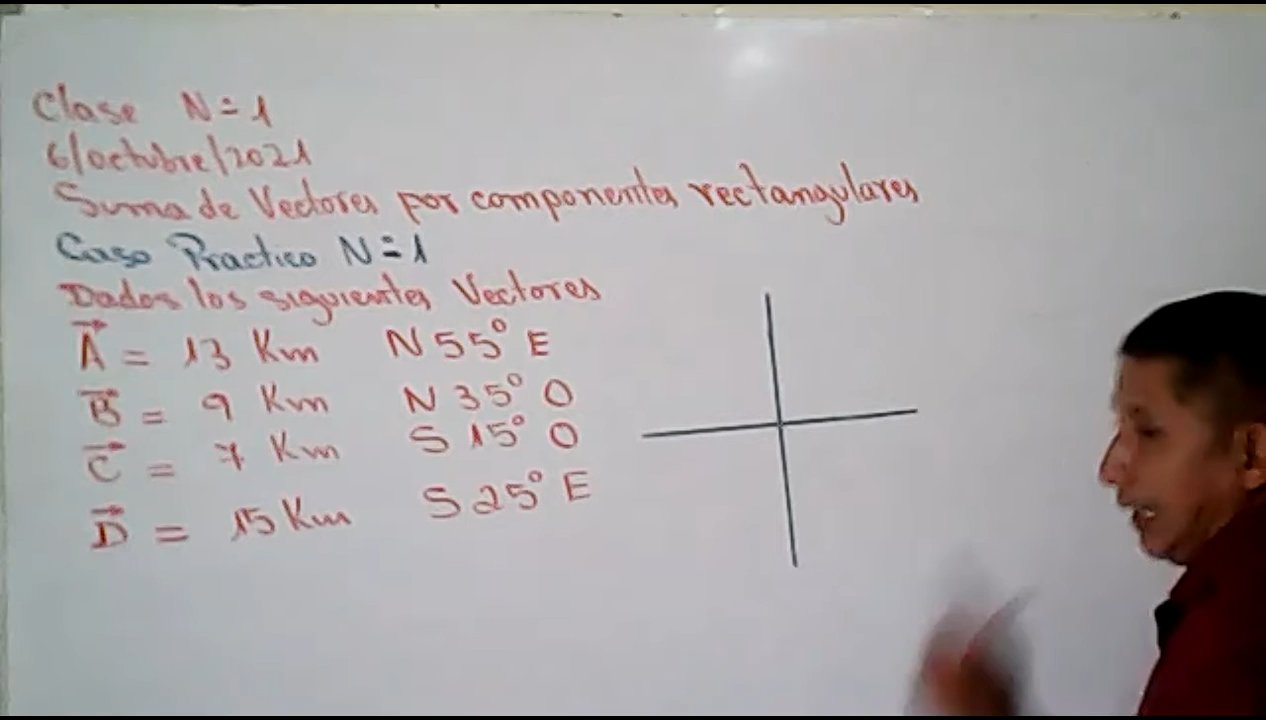 Clase N=1
6/octubre/2021
Suma de Vectores por componentes rectangulares
Caso Practico N=1
Dados los siguientes Vectores
A⃗ = 13 Km N 55° E
B⃗ = 9 Km N 35° O
C⃗ = 7 Km S 15° O
D⃗ = 15 Km S 25° E